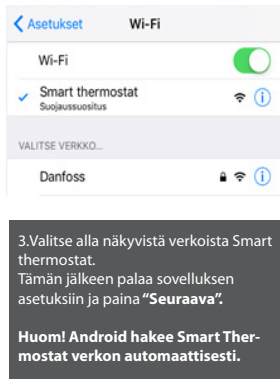 Asetukset Wi-Fi
Wi-Fi
Smart thermostat
Suojaussuositus
VALITSE VERKKO...
Danfoss
3.Valitse alla näkyvistä verkoista Smart
thermostat.
Tämän jälkeen palaa sovelluksen
asetuksiin ja paina “Seuraava”.
Huom! Android hakee Smart Ther-
mostat verkon automaattisesti.